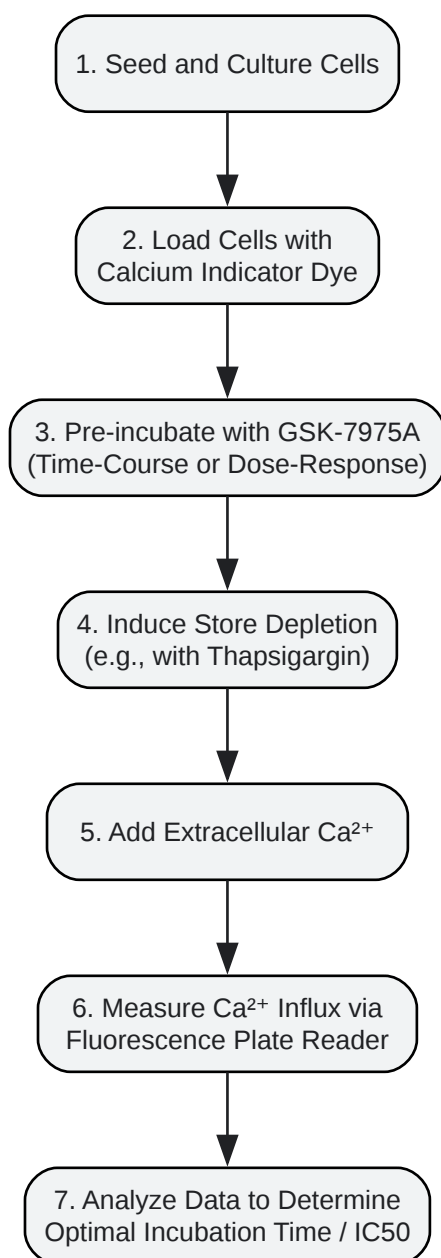 1. Seed and Culture Cells
2. Load Cells with
Calcium Indicator Dye
3. Pre-incubate with GSK-7975A
(Time-Course or Dose-Response)
4. Induce Store Depletion
(e.g., with Thapsigargin)
5. Add Extracellular Ca²⁺
6. Measure Ca²⁺ Influx via
Fluorescence Plate Reader
7. Analyze Data to Determine
Optimal Incubation Time / IC50